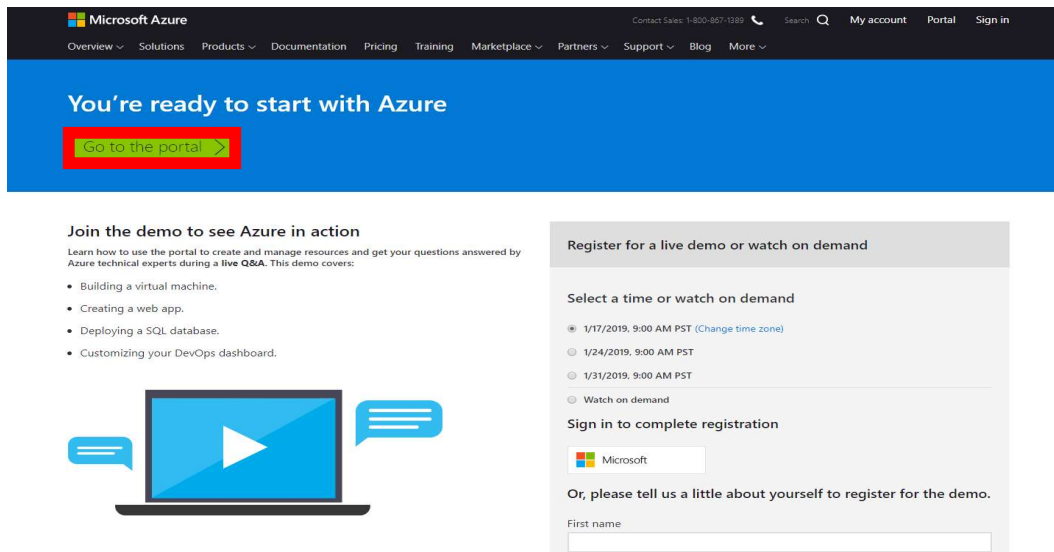 Microsoft Azure
Contact Sales: 1-800-867-1389 Search My account Portal Sign in
Overview Solutions Products Documentation Pricing Training Marketplace Partners Support Blog More
You're ready to start with Azure
Go to the portal
Join the demo to see Azure in action
Learn how to use the portal to create and manage resources and get your questions answered by
Azure technical experts during a live Q&A. This demo covers:
• Building a virtual machine.
• Creating a web app.
• Deploying a SQL database.
• Customizing your DevOps dashboard.
Register for a live demo or watch on demand
Select a time or watch on demand
1/17/2019, 9:00 AM PST (Change time zone)
1/24/2019, 9:00 AM PST
1/31/2019, 9:00 AM PST
Watch on demand
Sign in to complete registration
Microsoft
Or, please tell us a little about yourself to register for the demo.
First name